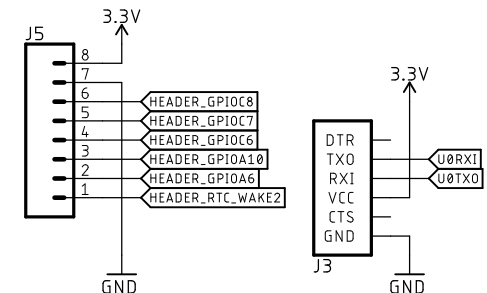 3.3V
J5
8
7
6 HEADER_GPIOC8
5 HEADER_GPIOC7
4 HEADER_GPIOC6
3 HEADER_GPIOA10
2 HEADER_GPIOA6
1 HEADER_RTC_WAKE2
GND
3.3V
DTR
TXO U0RXI
RXI U0TXO
VCC
CTS
GND
J3
GND